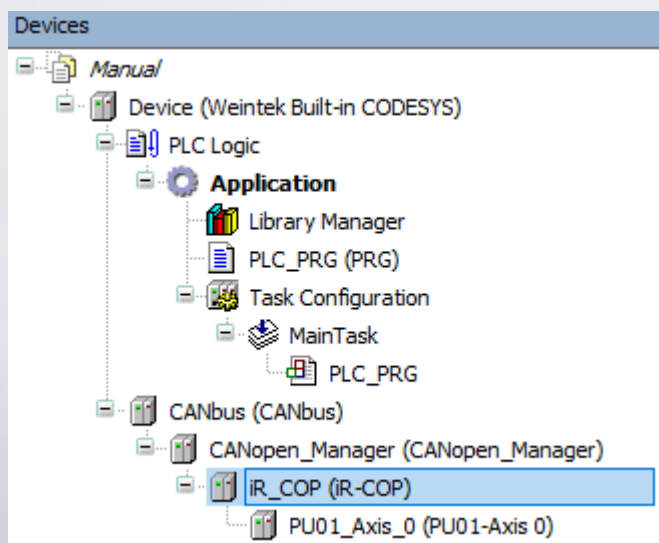 Devices
Manual
Device (Weintek Built-in CODESYS)
PLC Logic
Application
Library Manager
PLC_PRG (PRG)
Task Configuration
MainTask
PLC_PRG
CANbus (CANbus)
CANopen_Manager (CANopen_Manager)
iR_COP (iR-COP)
PU01_Axis_0 (PU01-Axis 0)